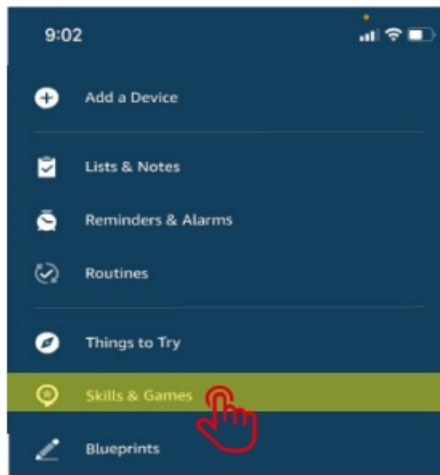 9:02
Add a Device
Lists & Notes
Reminders & Alarms
Routines
Things to Try
Skills & Games
Blueprints